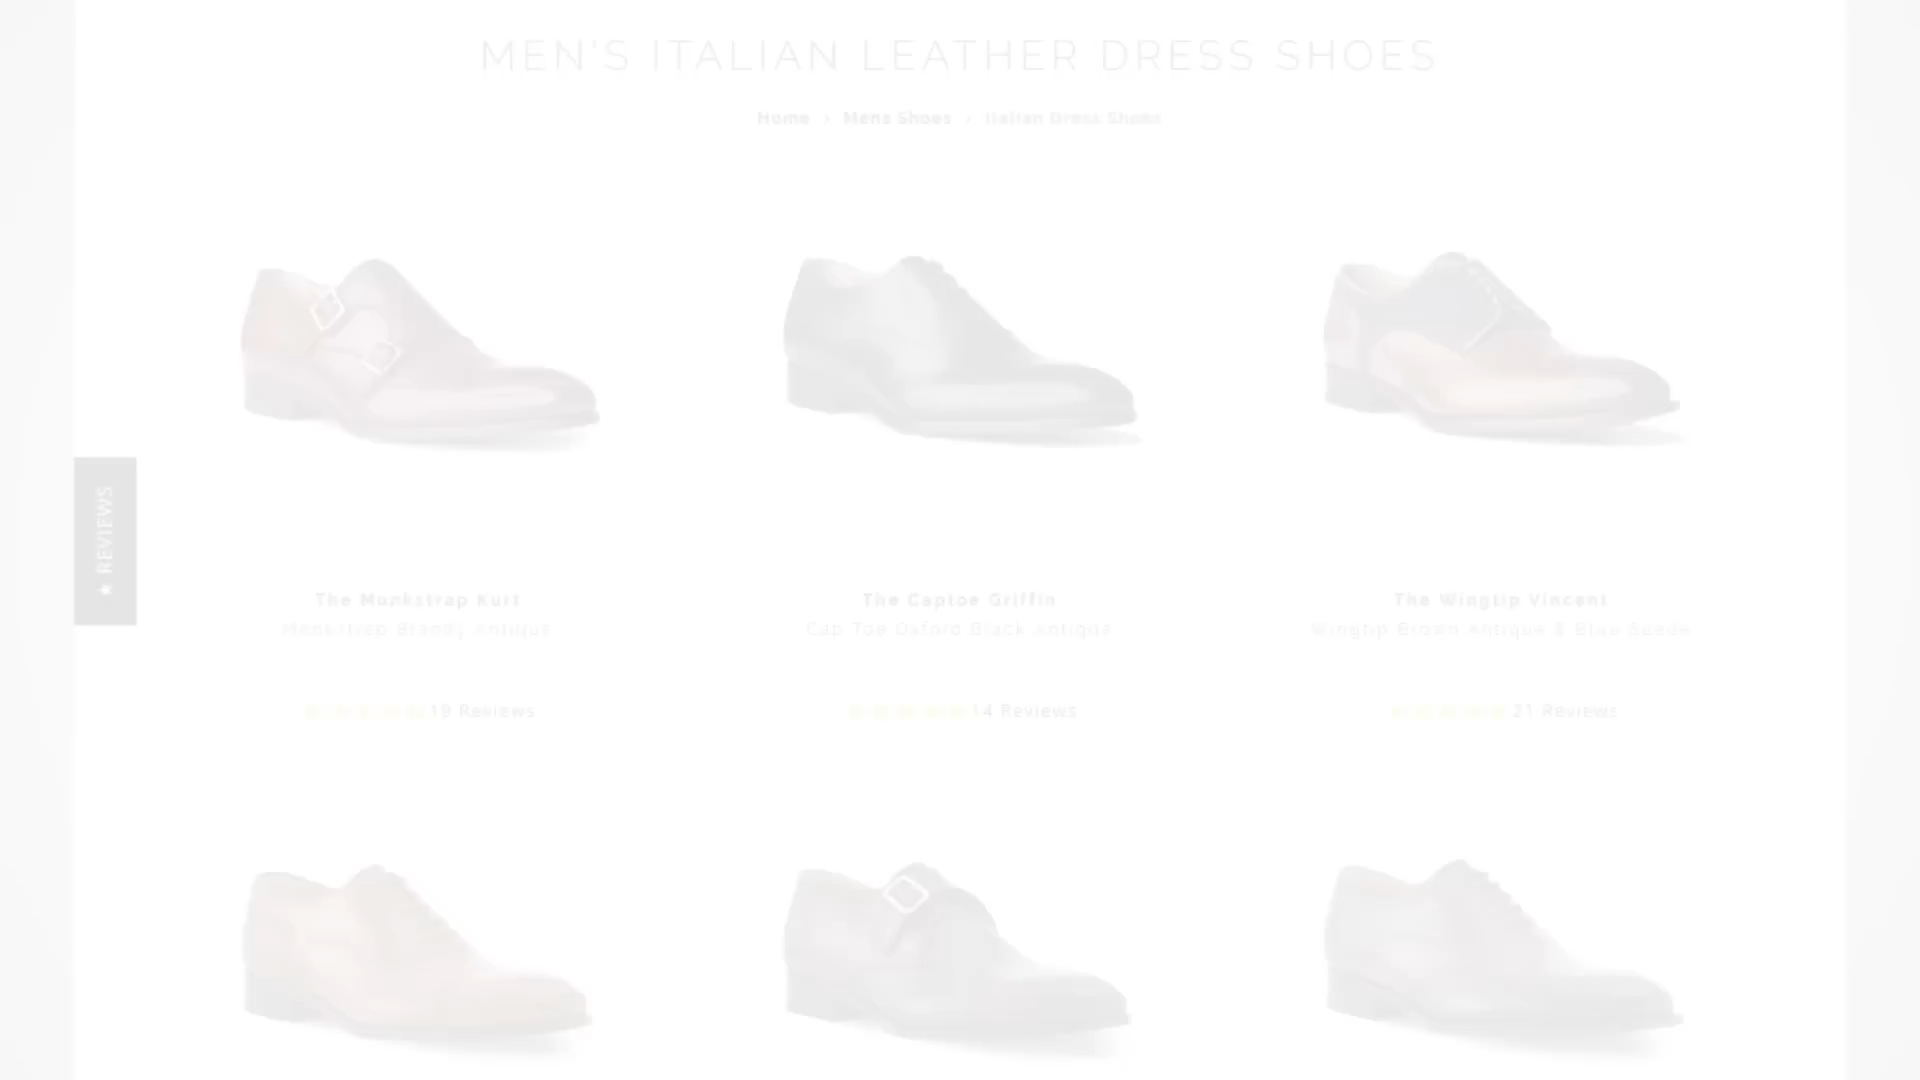 MEN'S ITALIAN LEATHER DRESS SHOES
Home › Mens Shoes › Italian Dress Shoes
★ REVIEWS
The Monkstrap Kurt
Monkstrap Brandy Antique
19 Reviews
The Captoe Griffin
Cap Toe Oxford Black Antique
14 Reviews
The Wingtip Vincent
Wingtip Brown Antique & Blue Suede
21 Reviews